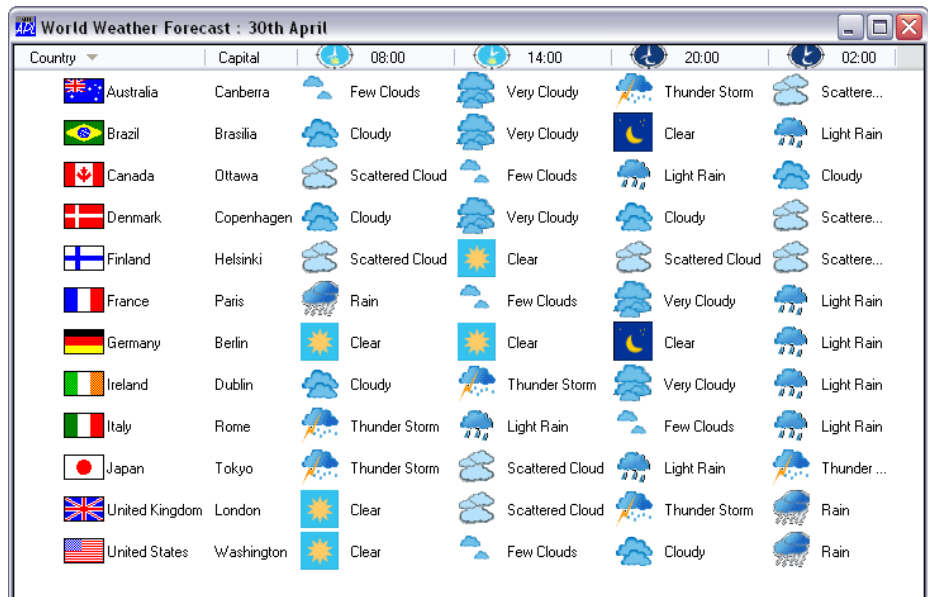 World Weather Forecast : 30th April
Country Capital 08:00 14:00 20:00 02:00
Australia Canberra Few Clouds Very Cloudy Thunder Storm Scattere...
Brazil Brasilia Cloudy Very Cloudy Clear Light Rain
Canada Ottawa Scattered Cloud Few Clouds Light Rain Cloudy
Denmark Copenhagen Cloudy Very Cloudy Cloudy Scattere...
Finland Helsinki Scattered Cloud Clear Scattered Cloud Scattere...
France Paris Rain Few Clouds Very Cloudy Light Rain
Germany Berlin Clear Clear Clear Light Rain
Ireland Dublin Cloudy Thunder Storm Very Cloudy Light Rain
Italy Rome Thunder Storm Light Rain Few Clouds Light Rain
Japan Tokyo Thunder Storm Scattered Cloud Light Rain Thunder ...
United Kingdom London Clear Scattered Cloud Thunder Storm Rain
United States Washington Clear Few Clouds Cloudy Rain